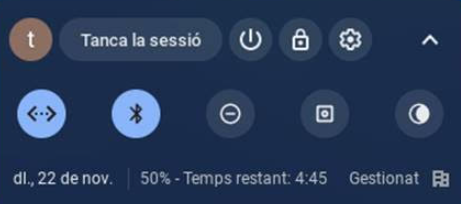 t Tanca la sessió
dl., 22 de nov. 50% - Temps restant: 4:45 Gestionat